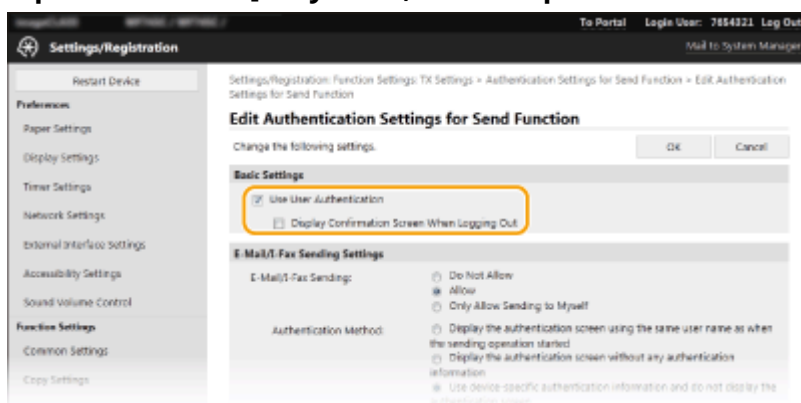 To Portal Login User: 7654321 Log Out
Settings/Registration
Mail to System Manager
Restart Device
Preferences
Paper Settings
Display Settings
Timer Settings
Network Settings
External Interface Settings
Accessibility Settings
Sound Volume Control
Function Settings
Common Settings
Copy Settings
Settings/Registration: Function Settings: TX Settings > Authentication Settings for Send Function > Edit Authentication
Settings for Send Function
Edit Authentication Settings for Send Function
Change the following settings.
OK
Cancel
Basic Settings
Use User Authentication
Display Confirmation Screen When Logging Out
E-Mail/I-Fax Sending Settings
E-Mail/I-Fax Sending:
Do Not Allow
Allow
Only Allow Sending to Myself
Authentication Method:
Display the authentication screen using the same user name as when
the sending operation started
Display the authentication screen without any authentication
information
Use device-specific authentication information and do not display the